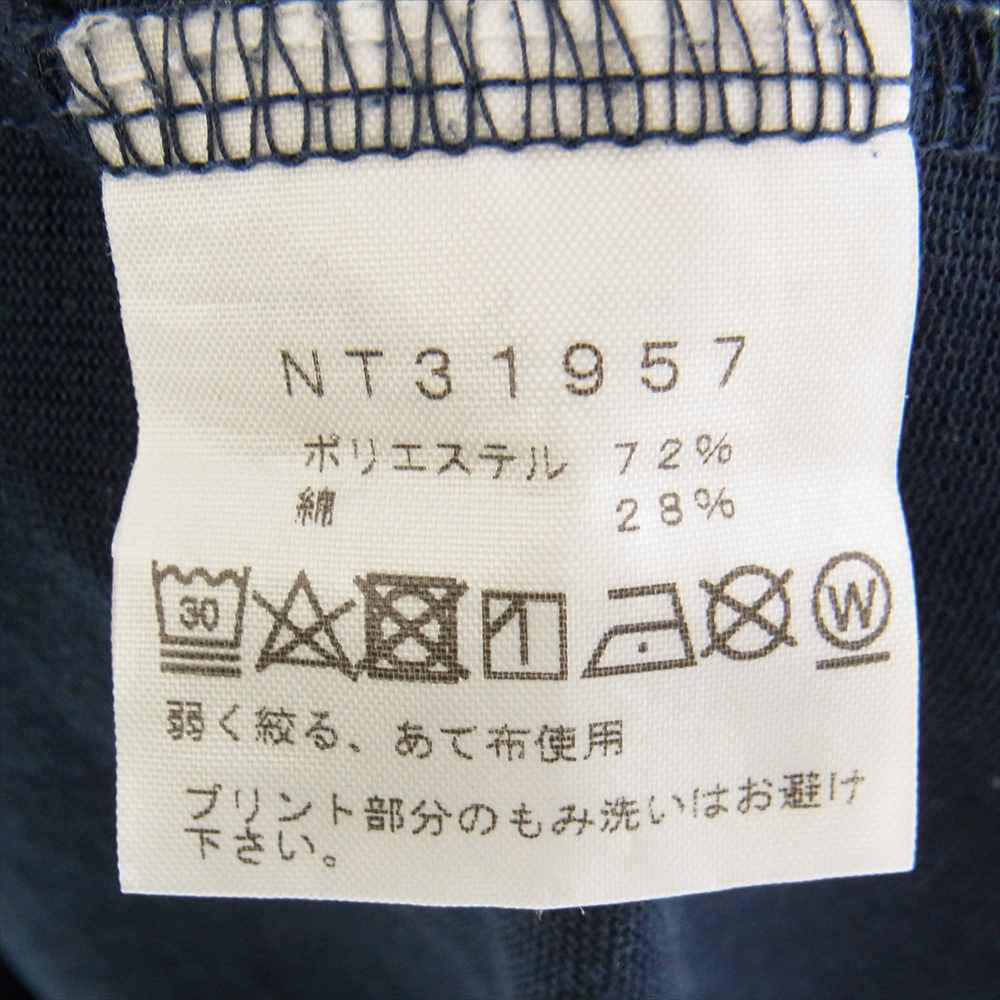 NT31957
ポリエステル 72%
綿 28%
30 W
弱く絞る、あて布使用
プリント部分のもみ洗いはお避け
下さい。